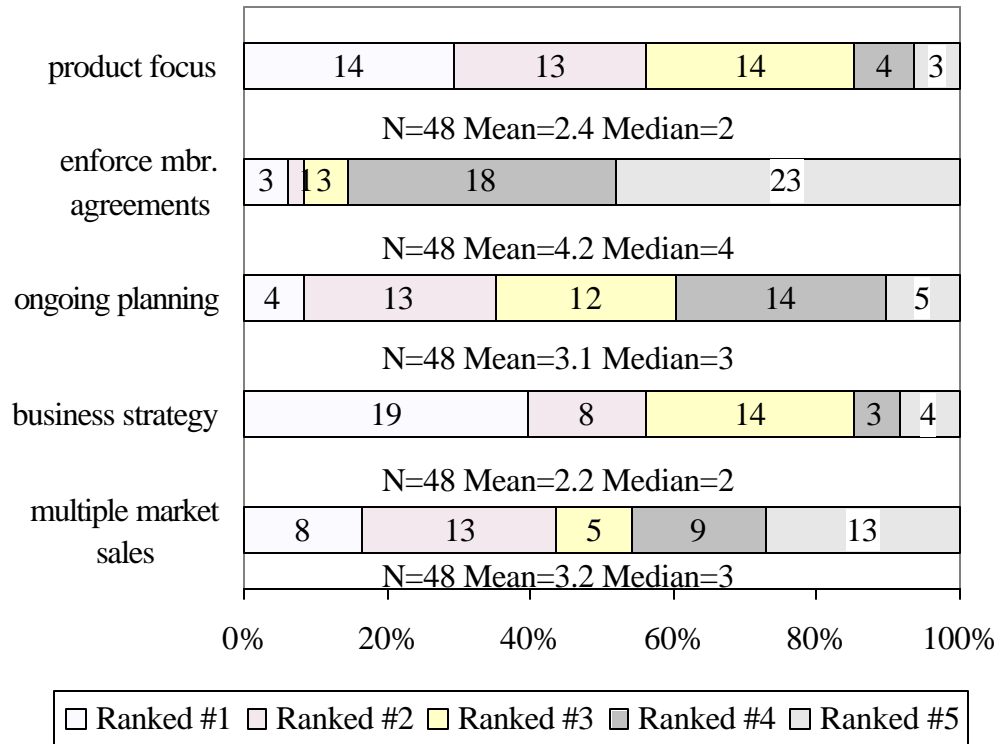 product focus
14 13 14 4 3
N=48 Mean=2.4 Median=2
enforce mbr.
agreements
3 1 3 18 23
N=48 Mean=4.2 Median=4
ongoing planning
4 13 12 14 5
N=48 Mean=3.1 Median=3
business strategy
19 8 14 3 4
N=48 Mean=2.2 Median=2
multiple market
sales
8 13 5 9 13
N=48 Mean=3.2 Median=3
0% 20% 40% 60% 80% 100%
Ranked #1 Ranked #2 Ranked #3 Ranked #4 Ranked #5